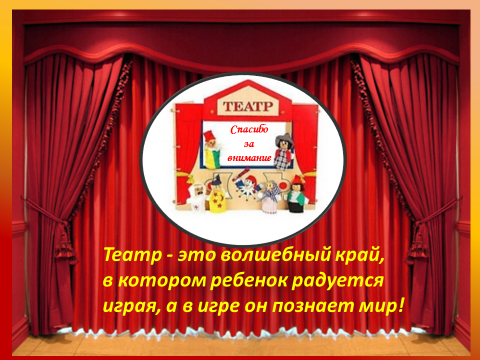 ТЕАТР
Спасибо
за
внимание
Театр - это волшебный край,
в котором ребенок радуется
играя, а в игре он познает мир!